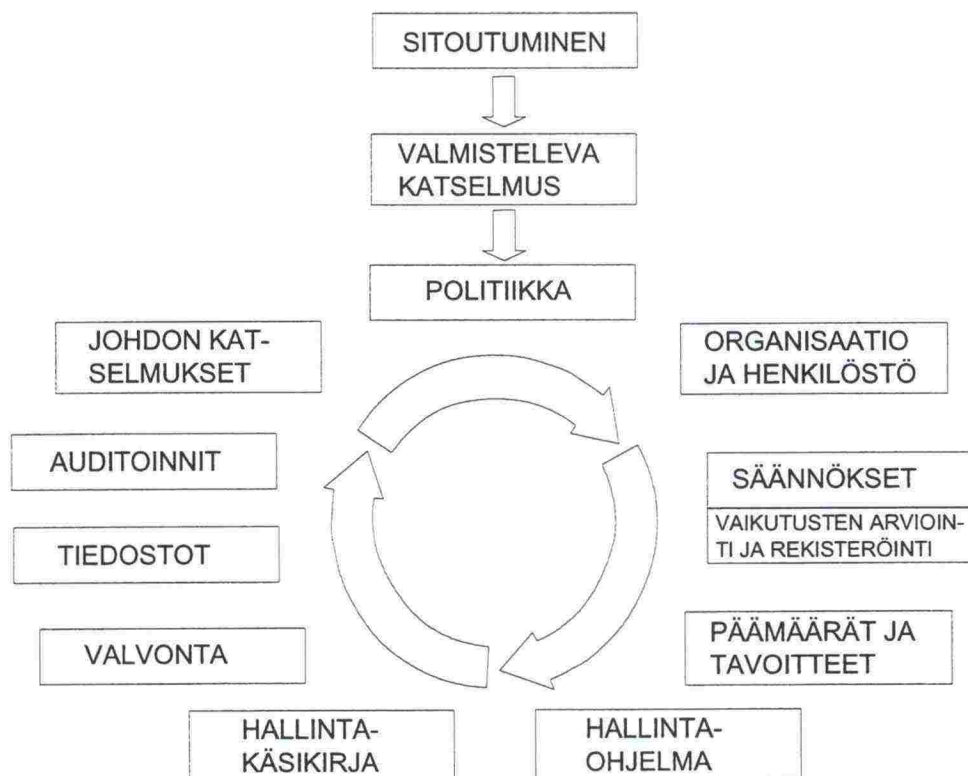 SITOUTUMINEN
VALMISTELEVA
KATSELMUS
POLITIIKKA
JOHDON KAT-
SELMUKSET
ORGANISAATIO
JA HENKILÖSTÖ
AUDITOINNIT
SÄÄNNÖKSET
VAIKUTUSTEN ARVIOIN-
TI JA REKISTERÖINTI
TIEDOSTOT
VALVONTA
PÄÄMÄÄRÄT JA
TAVOITTEET
HALLINTA-
KÄSIKIRJA
HALLINTA-
OHJELMA